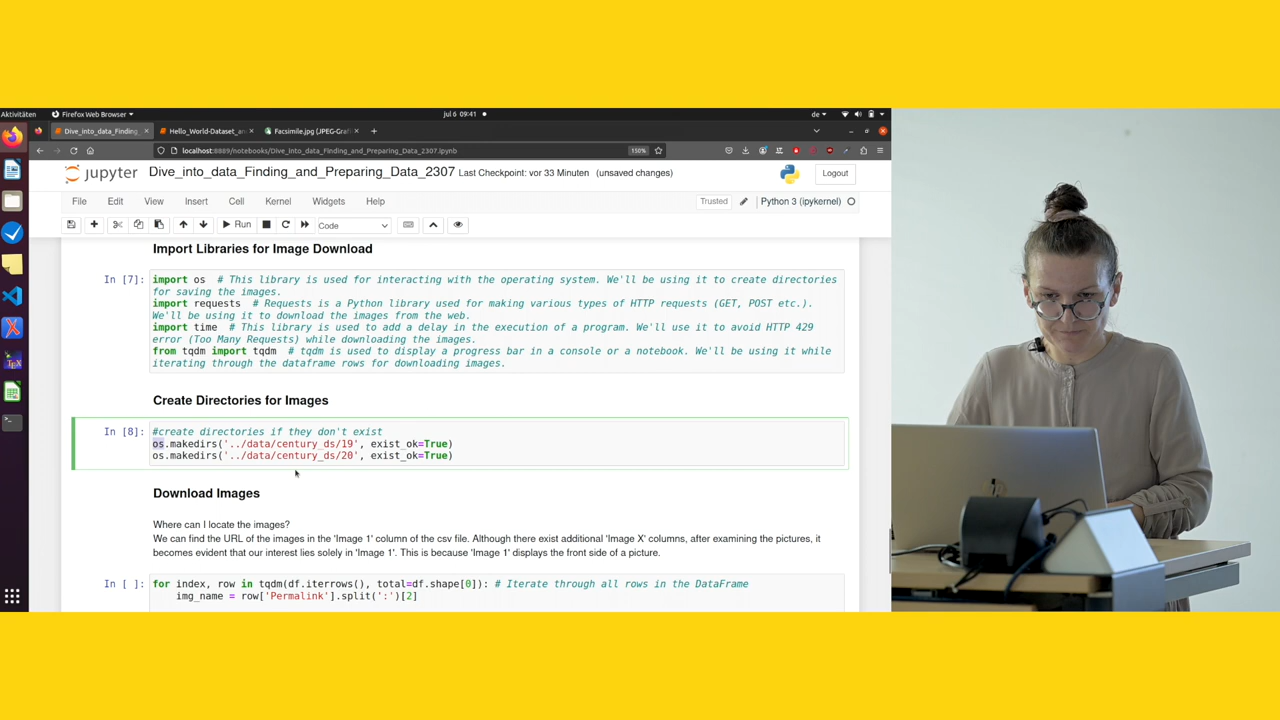 Aktivitäten
Firefox Web Browser
jul 6 09:41
de
Dive_into_data_Finding_
Hello_World-Dataset_an
Facsimile.jpg (JPEG-Grafi
localhost:8889/notebooks/Dive_into_data_Finding_and_Preparing_Data_2307.ipynb
150%
jupyter
Dive_into_data_Finding_and_Preparing_Data_2307
Last Checkpoint: vor 33 Minuten (unsaved changes)
Logout
File Edit View Insert Cell Kernel Widgets Help
Trusted
Python 3 (ipykernel)
Run
Code
Import Libraries for Image Download
In [7]:
import os # This library is used for interacting with the operating system. We'll be using it to create directories
for saving the images.
import requests # Requests is a Python library used for making various types of HTTP requests (GET, POST etc.).
We'll be using it to download the images from the web.
import time # This library is used to add a delay in the execution of a program. We'll use it to avoid HTTP 429
error (Too Many Requests) while downloading the images.
from tqdm import tqdm # tqdm is used to display a progress bar in a console or a notebook. We'll be using it while
iterating through the dataframe rows for downloading images.
Create Directories for Images
In [8]:
#create directories if they don't exist
os.makedirs('../data/century_ds/19', exist_ok=True)
os.makedirs('../data/century_ds/20', exist_ok=True)
Download Images
Where can I locate the images?
We can find the URL of the images in the 'Image 1' column of the csv file. Although there exist additional 'Image X' columns, after examining the pictures, it
becomes evident that our interest lies solely in 'Image 1'. This is because 'Image 1' displays the front side of a picture.
In [ ]:
for index, row in tqdm(df.iterrows(), total=df.shape[0]): # Iterate through all rows in the DataFrame
img_name = row['Permalink'].split(':')[2]